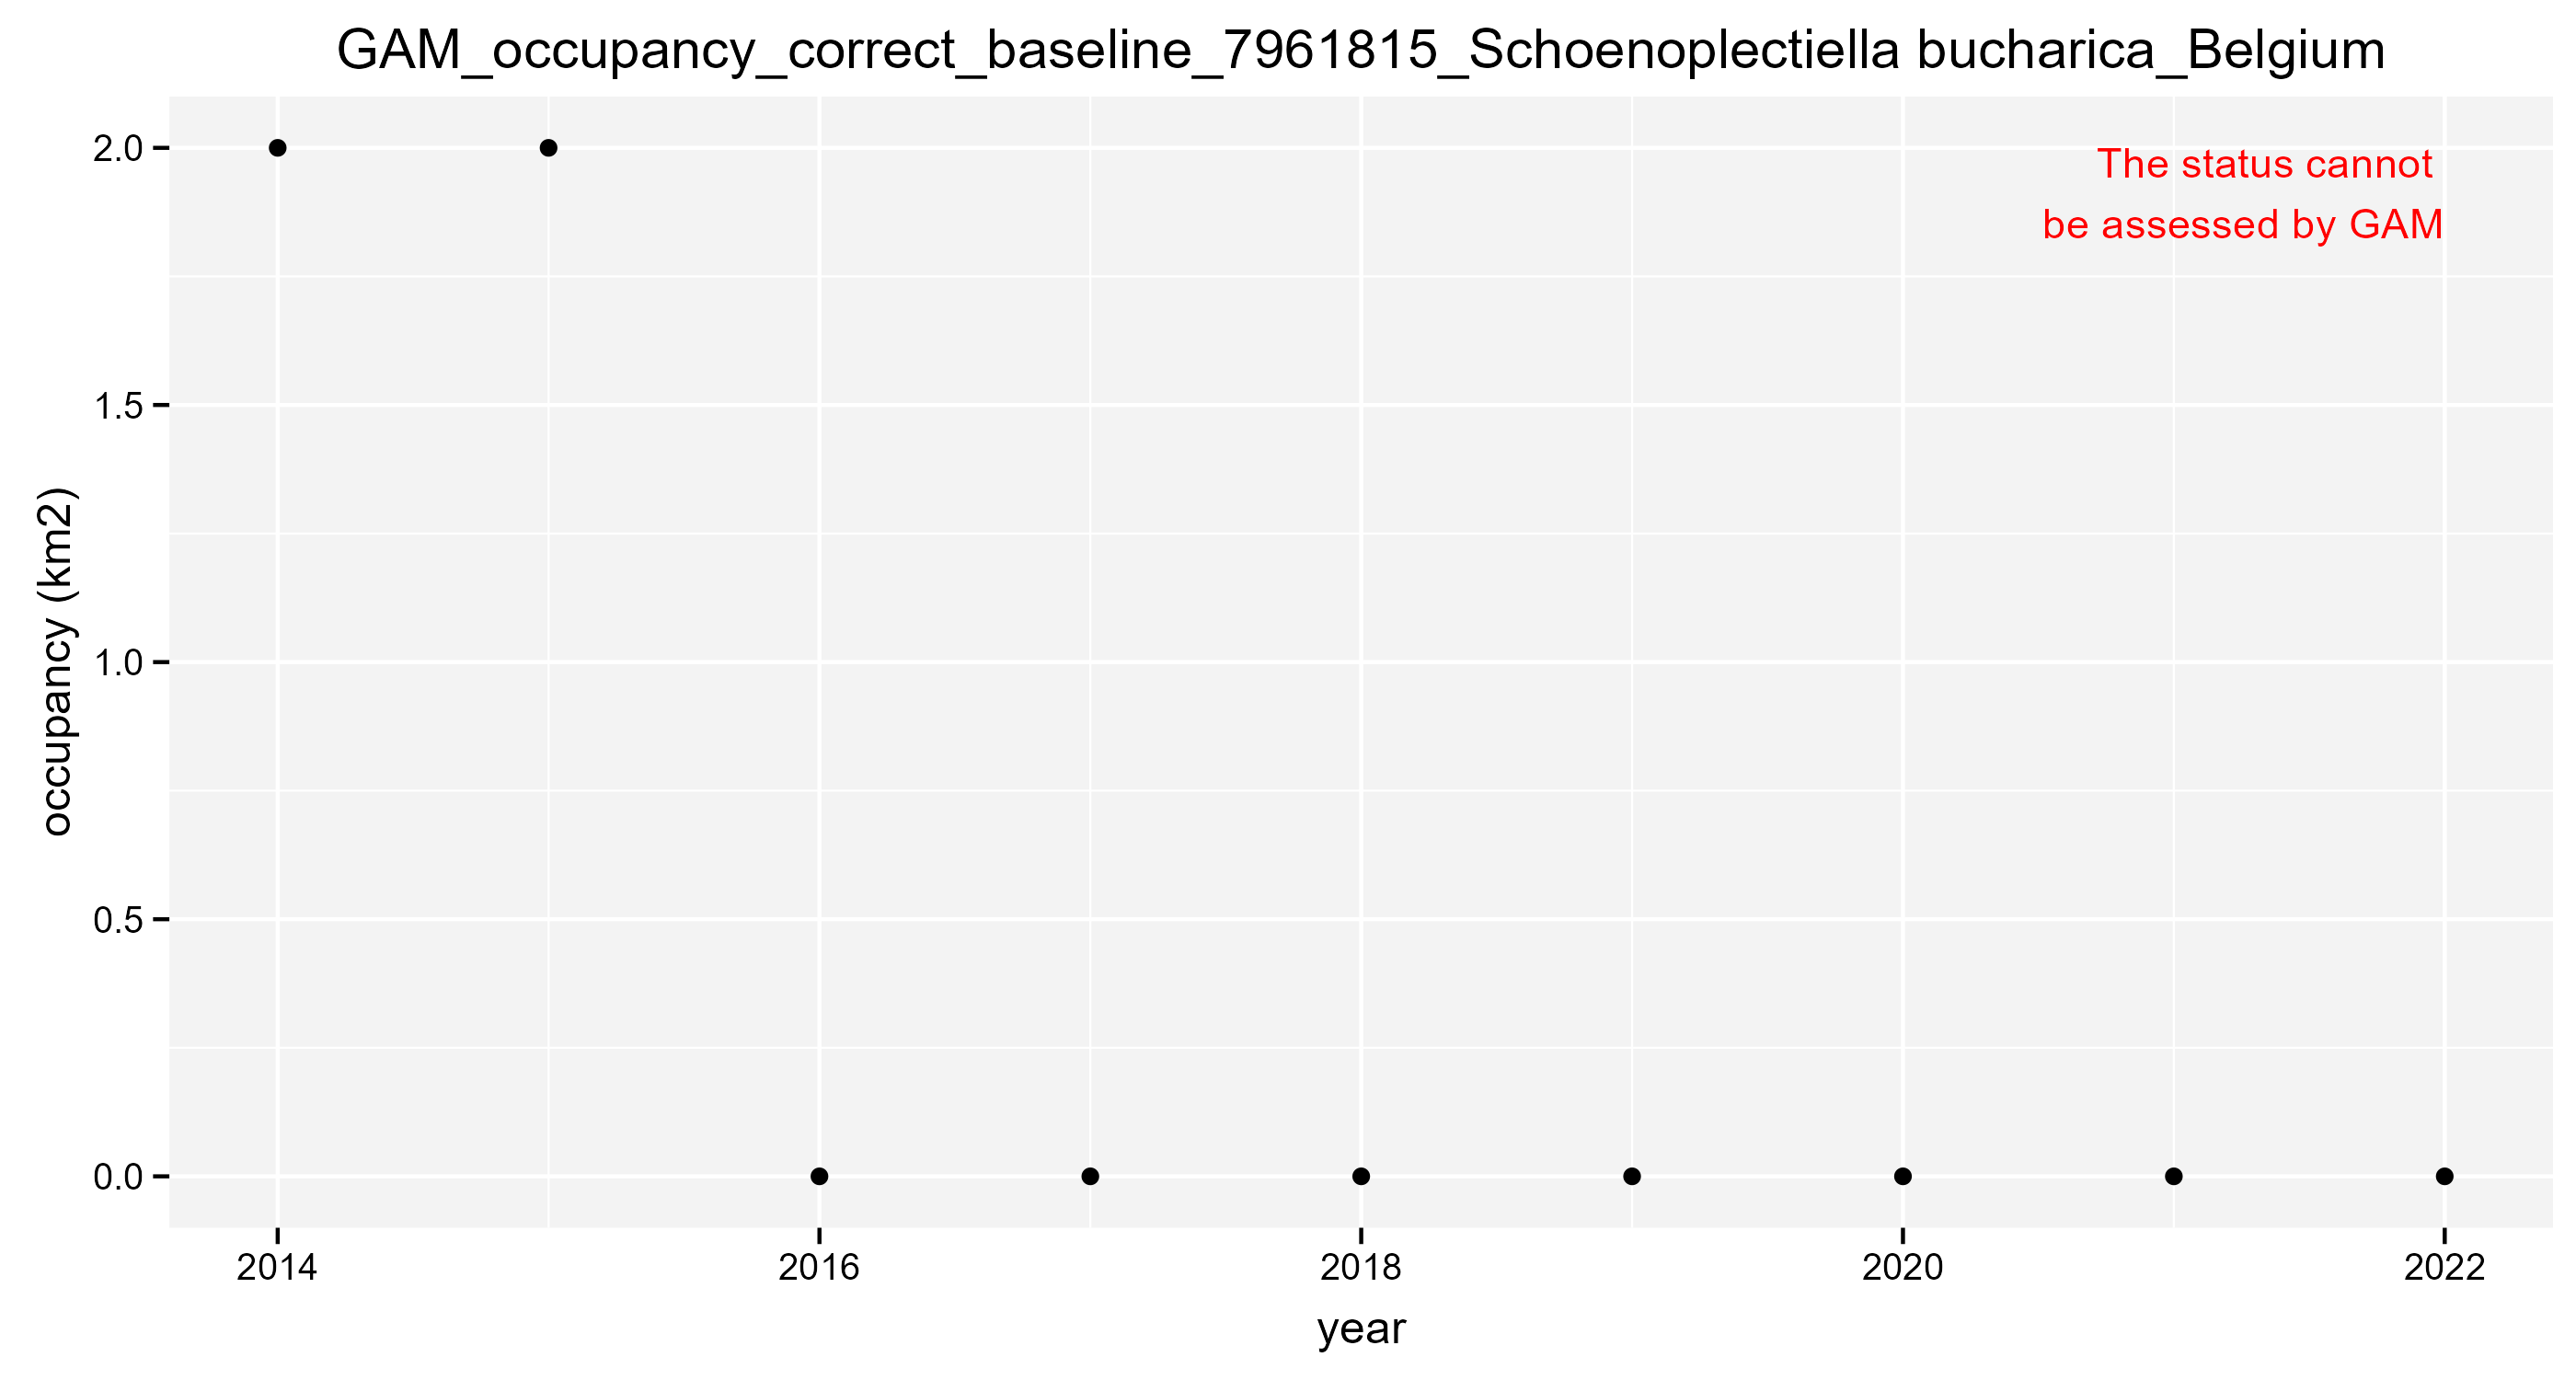 GAM_occupancy_correct_baseline_7961815_Schoenoplectiella bucharica_Belgium
The status cannot
be assessed by GAM
occupancy (km2)
2.0
1.5
1.0
0.5
0.0
2014 2016 2018 2020 2022
year